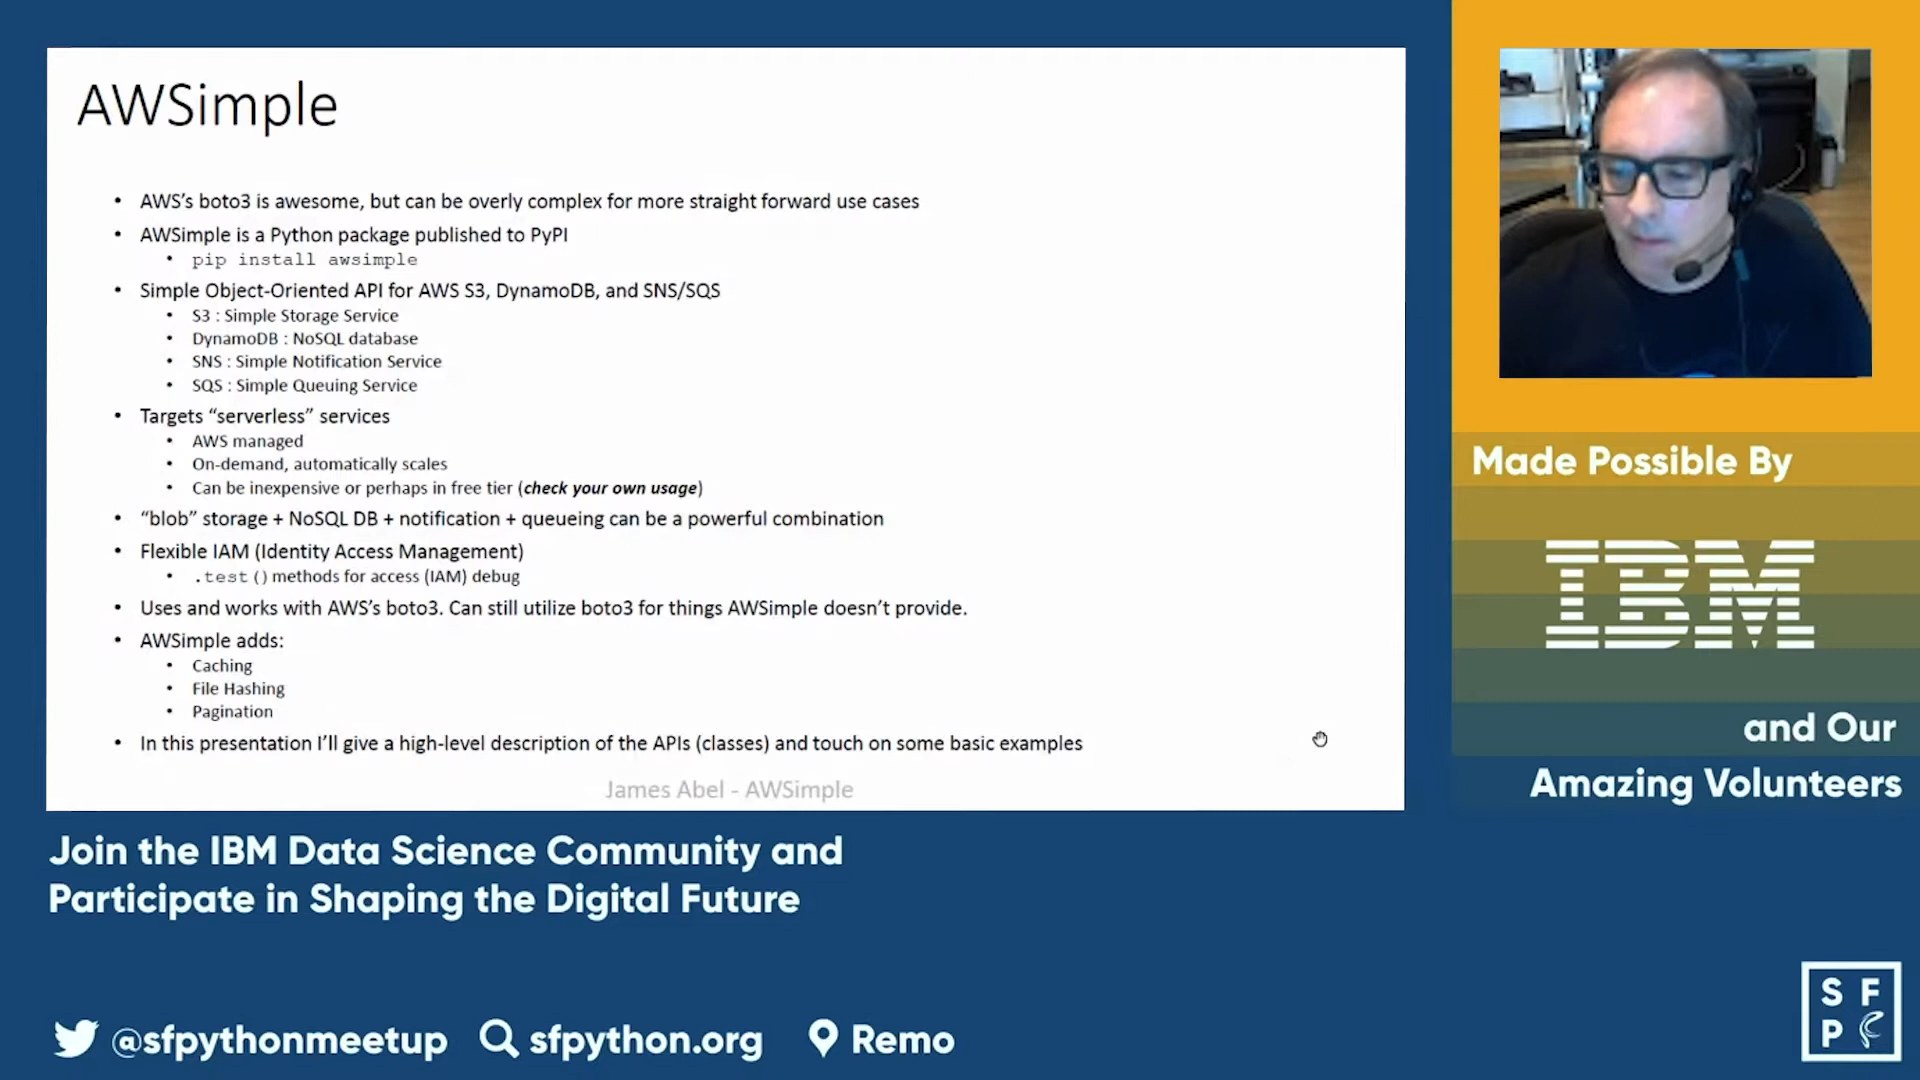 AWSimple
• AWS’s boto3 is awesome, but can be overly complex for more straight forward use cases
• AWSimple is a Python package published to PyPI
• pip install awsimple
• Simple Object-Oriented API for AWS S3, DynamoDB, and SNS/SQS
• S3 : Simple Storage Service
• DynamoDB : NoSQL database
• SNS : Simple Notification Service
• SQS : Simple Queuing Service
• Targets “serverless” services
• AWS managed
• On-demand, automatically scales
• Can be inexpensive or perhaps in free tier (check your own usage)
• “blob” storage + NoSQL DB + notification + queueing can be a powerful combination
• Flexible IAM (Identity Access Management)
• .test() methods for access (IAM) debug
• Uses and works with AWS’s boto3. Can still utilize boto3 for things AWSimple doesn’t provide.
• AWSimple adds:
• Caching
• File Hashing
• Pagination
• In this presentation I’ll give a high-level description of the APIs (classes) and touch on some basic examples
James Abel - AWSimple
Made Possible By
IBM
and Our
Amazing Volunteers
Join the IBM Data Science Community and
Participate in Shaping the Digital Future
@sfpythonmeetup sfpython.org Remo
S F
P